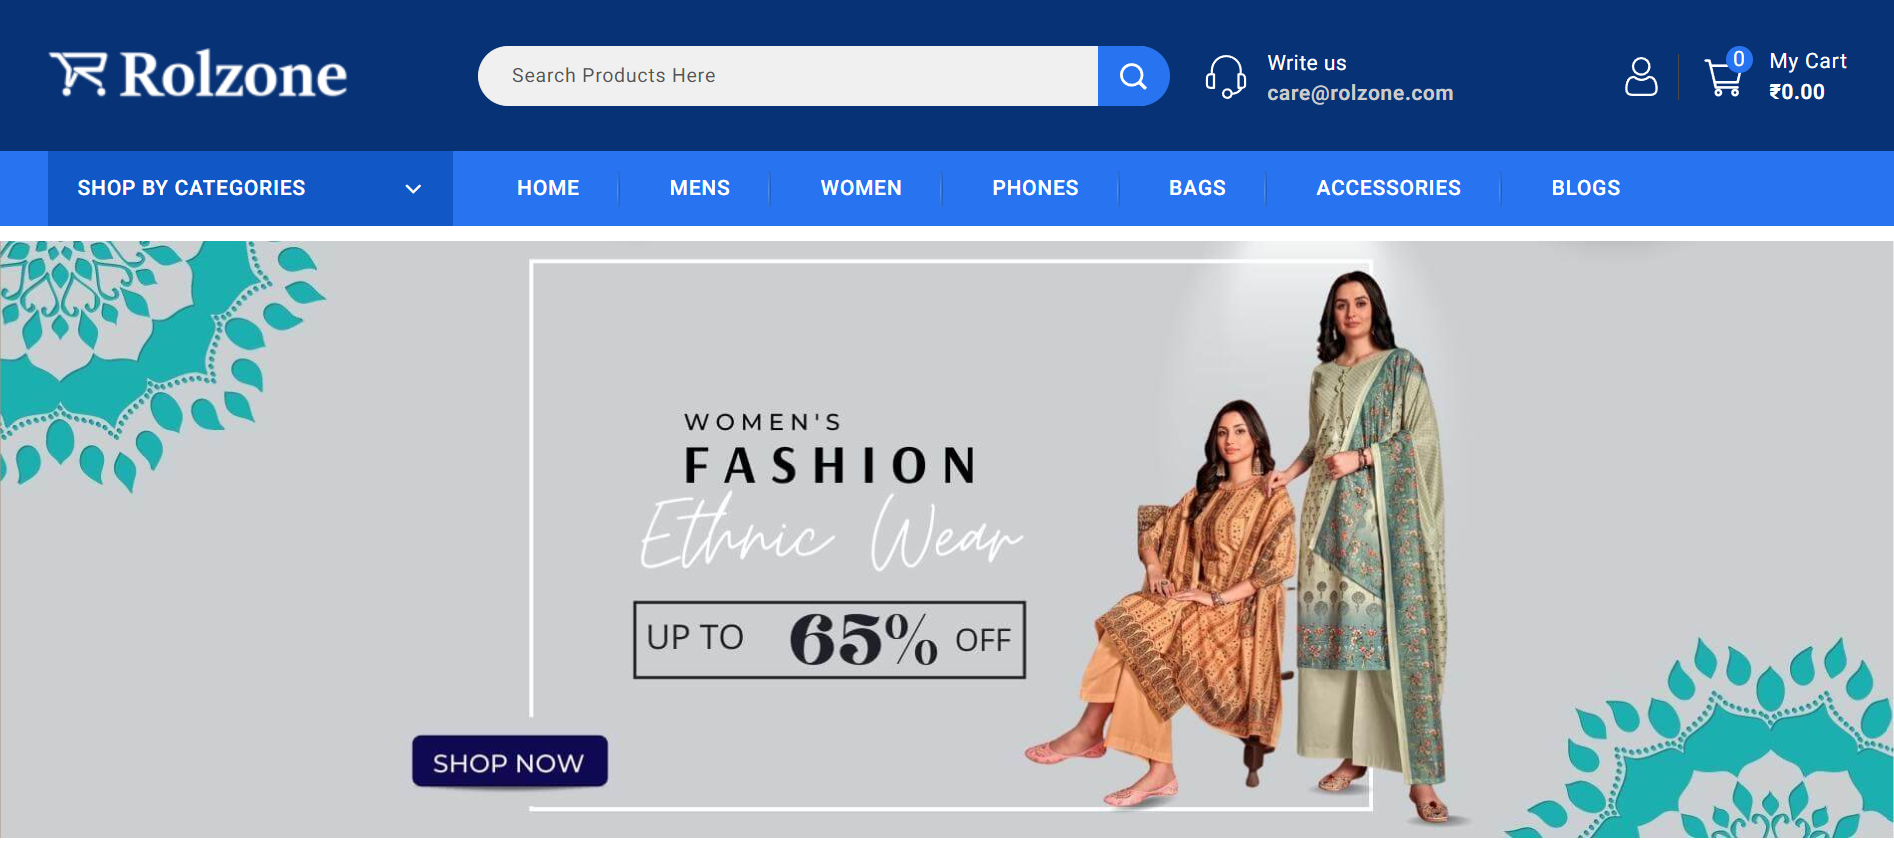 Rolzone
Search Products Here
Write us
care@rolzone.com
0
My Cart
₹0.00
SHOP BY CATEGORIES
HOME
MENS
WOMEN
PHONES
BAGS
ACCESSORIES
BLOGS
WOMEN'S
FASHION
Ethnic Wear
UP TO 65% OFF
SHOP NOW